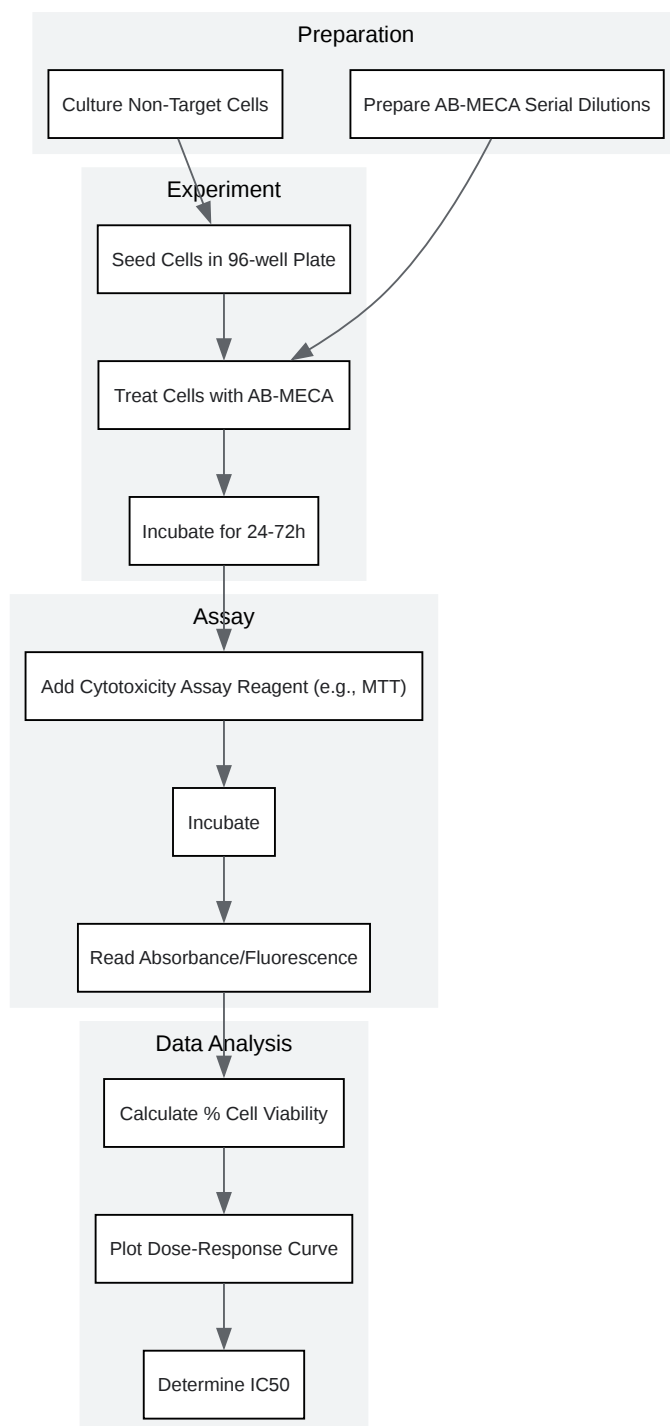 Preparation
Culture Non-Target Cells
Prepare AB-MECA Serial Dilutions
Experiment
Seed Cells in 96-well Plate
Treat Cells with AB-MECA
Incubate for 24-72h
Assay
Add Cytotoxicity Assay Reagent (e.g., MTT)
Incubate
Read Absorbance/Fluorescence
Data Analysis
Calculate % Cell Viability
Plot Dose-Response Curve
Determine IC50